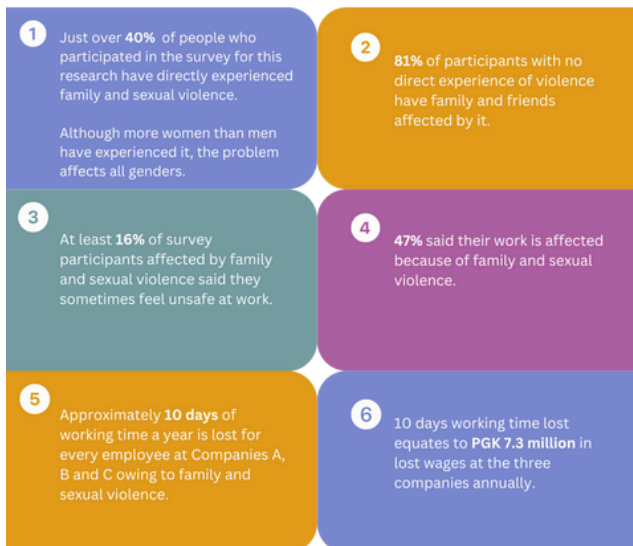 1
Just over 40% of people who
participated in the survey for this
research have directly experienced
family and sexual violence.
Although more women than men
have experienced it, the problem
affects all genders.
2
81% of participants with no
direct experience of violence
have family and friends
affected by it.
3
At least 16% of survey
participants affected by family
and sexual violence said they
sometimes feel unsafe at work.
4
47% said their work is affected
because of family and sexual
violence.
5
Approximately 10 days of
working time a year is lost for
every employee at Companies A,
B and C owing to family and
sexual violence.
6
10 days working time lost
equates to PGK 7.3 million in
lost wages at the three
companies annually.